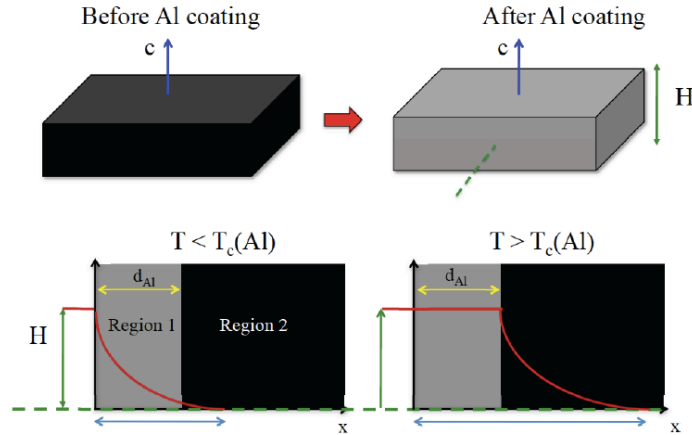 Before Al coating
After Al coating
c
c
H
T < Tc(Al)
T > Tc(Al)
dAl
dAl
H
Region 1
Region 2
x
x